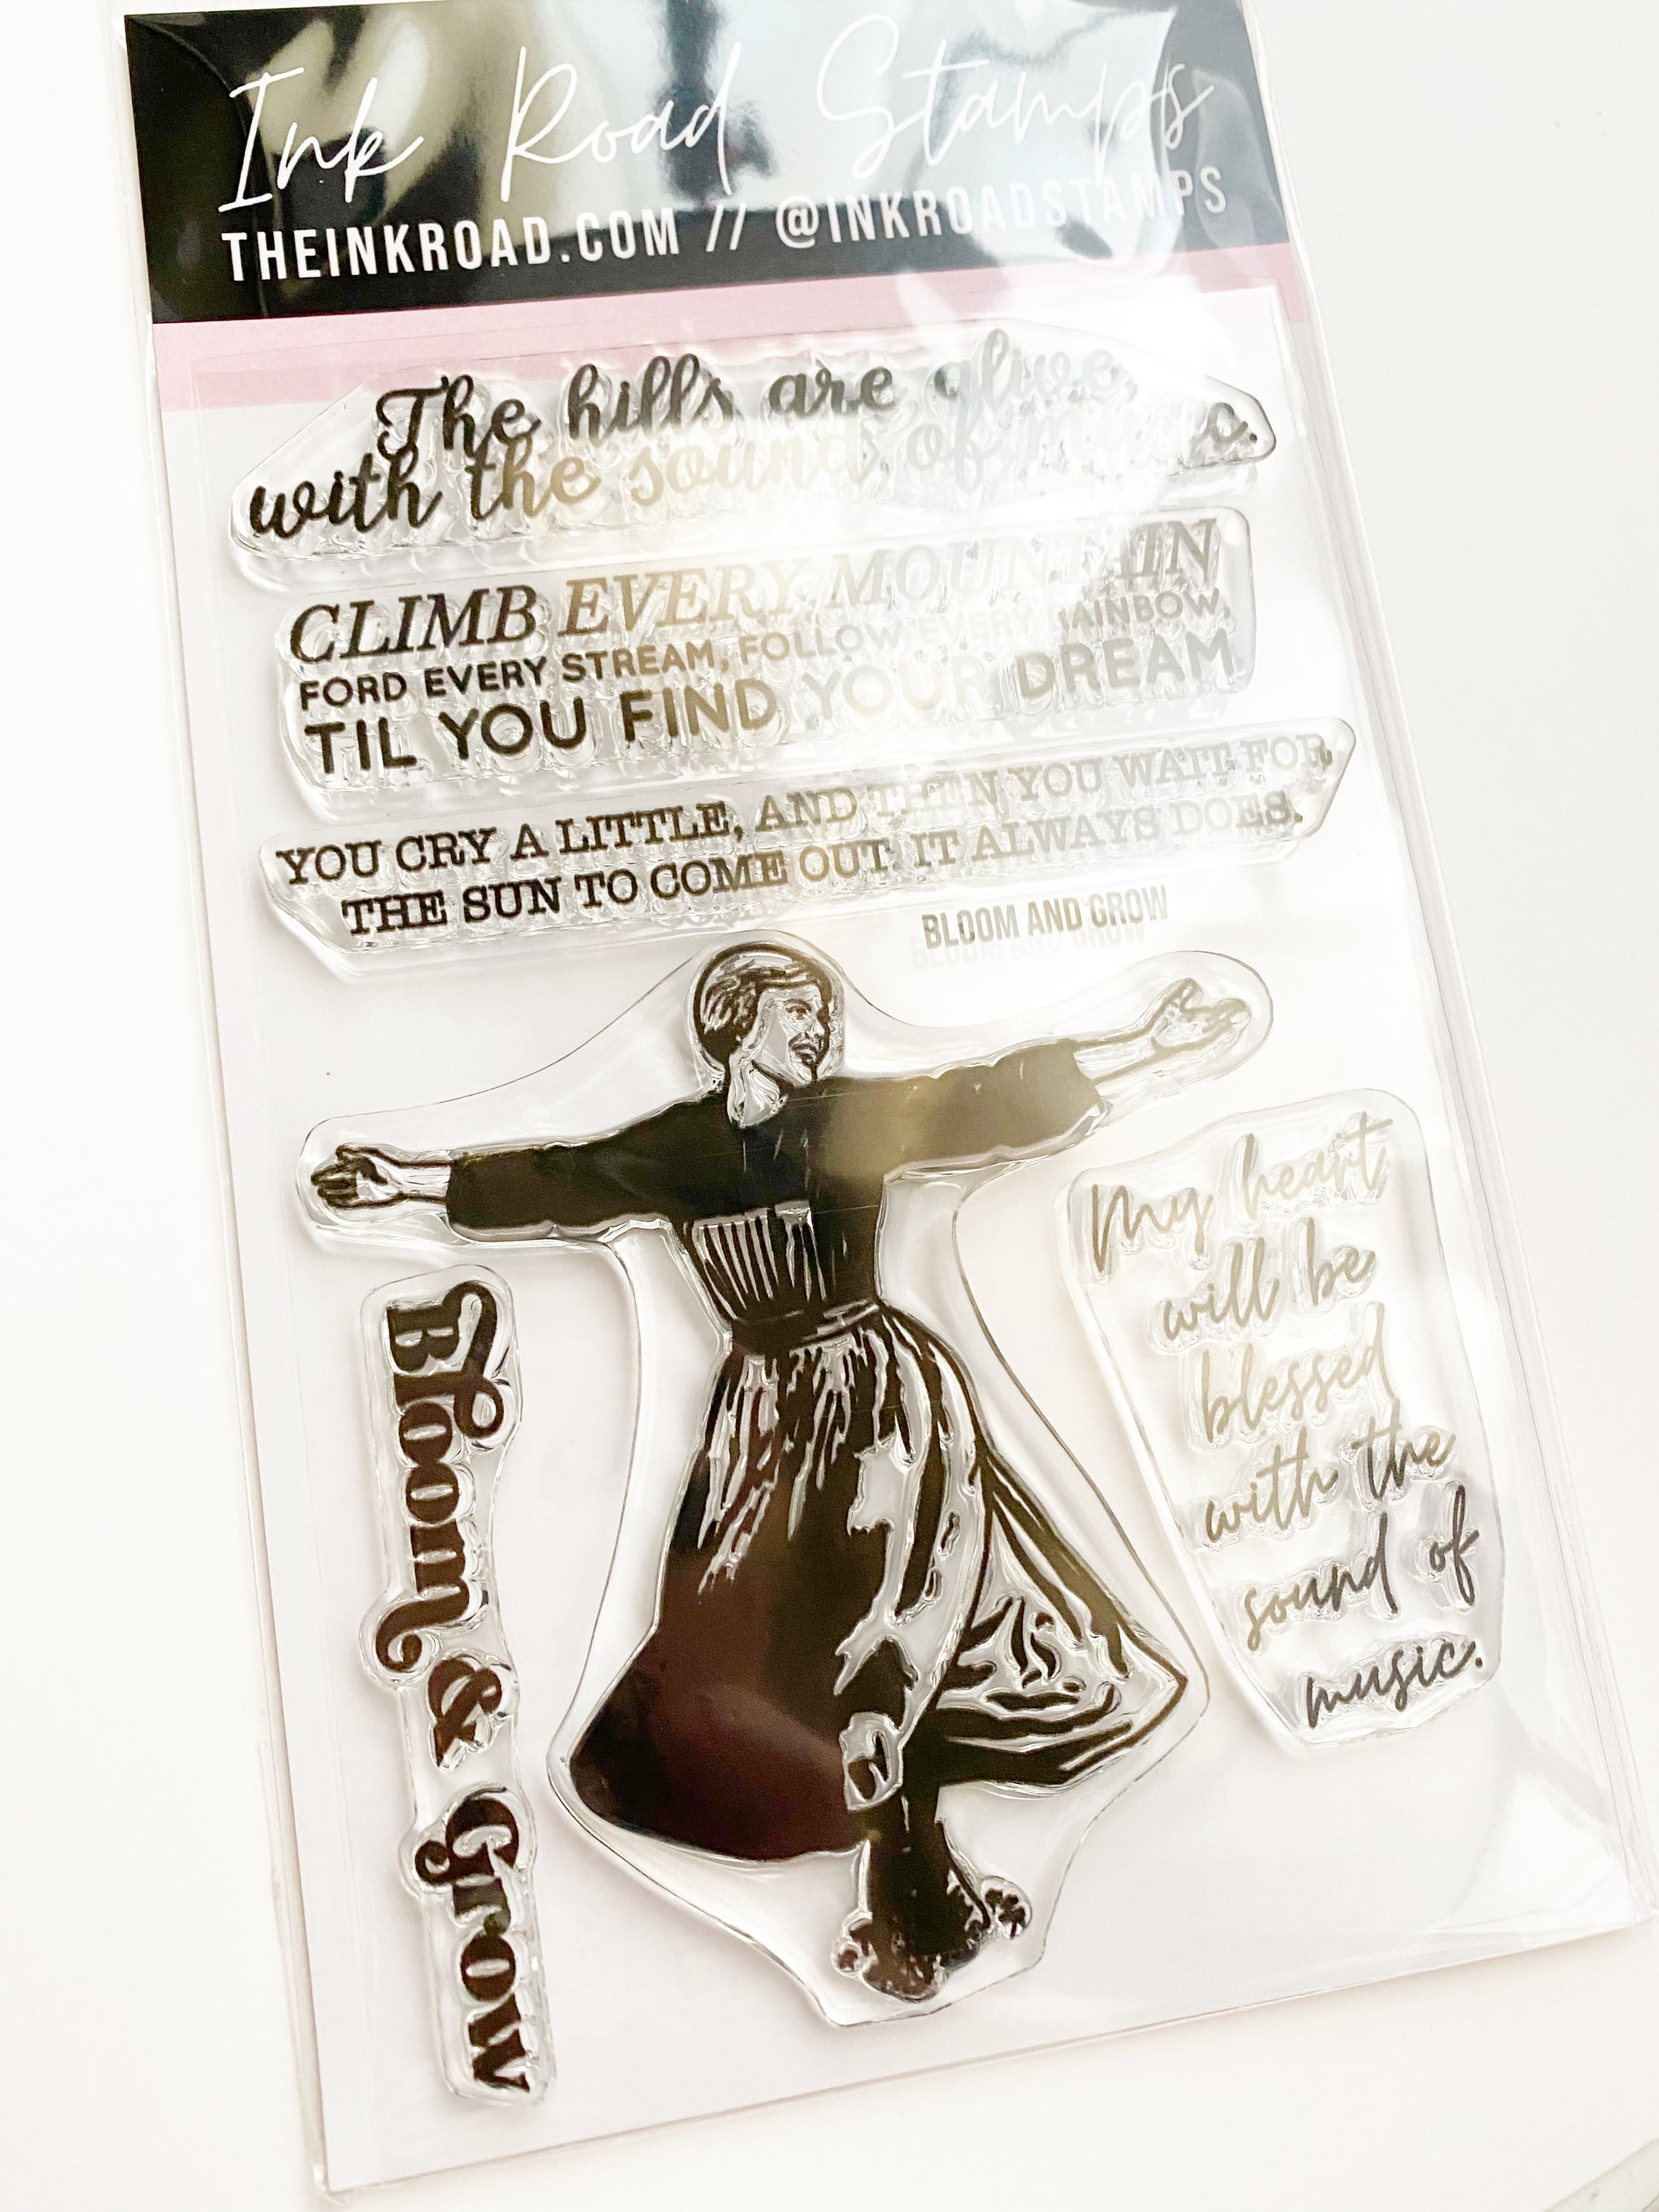 Ink Road Stamps
THEINKROAD.COM // @INKROADSTAMPS
The hills are alive,
with the sound of music.
CLIMB EVERY MOUNTAIN
FORD EVERY STREAM, FOLLOW EVERY RAINBOW,
TIL YOU FIND YOUR DREAM.
YOU CRY A LITTLE, AND THEN YOU WAIT FOR
THE SUN TO COME OUT. IT ALWAYS DOES.
BLOOM AND GROW
My heart
will be
blessed
with the
sound of
music.
Bloom & Grow